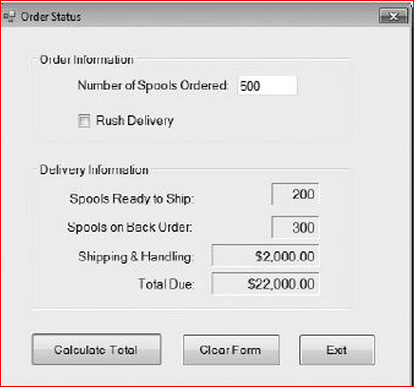 Order Status
Order Information
Number of Spools Ordered: 500
Rush Delivery
Delivery Information
Spools Ready to Ship: 200
Spools on Back Order: 300
Shipping & Handling: $2,000.00
Total Due: $22,000.00
Calculate Total Clear Form Exit